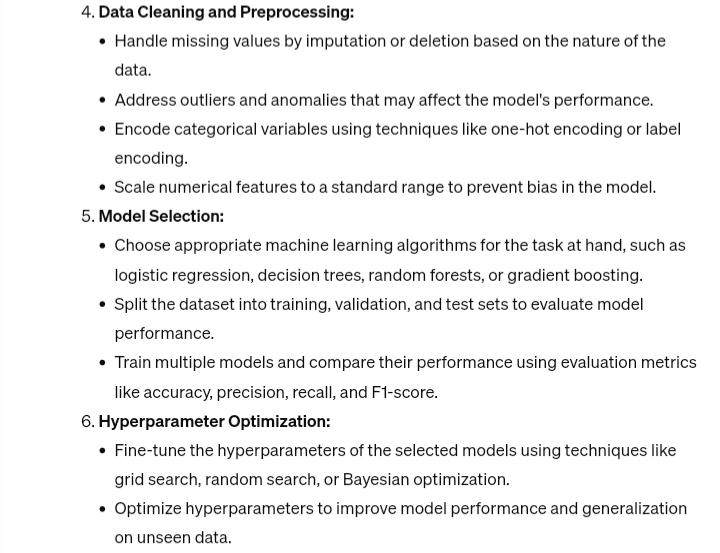 4. Data Cleaning and Preprocessing:
• Handle missing values by imputation or deletion based on the nature of the
data.
• Address outliers and anomalies that may affect the model's performance.
• Encode categorical variables using techniques like one-hot encoding or label
encoding.
• Scale numerical features to a standard range to prevent bias in the model.
5. Model Selection:
• Choose appropriate machine learning algorithms for the task at hand, such as
logistic regression, decision trees, random forests, or gradient boosting.
• Split the dataset into training, validation, and test sets to evaluate model
performance.
• Train multiple models and compare their performance using evaluation metrics
like accuracy, precision, recall, and F1-score.
6. Hyperparameter Optimization:
• Fine-tune the hyperparameters of the selected models using techniques like
grid search, random search, or Bayesian optimization.
• Optimize hyperparameters to improve model performance and generalization
on unseen data.